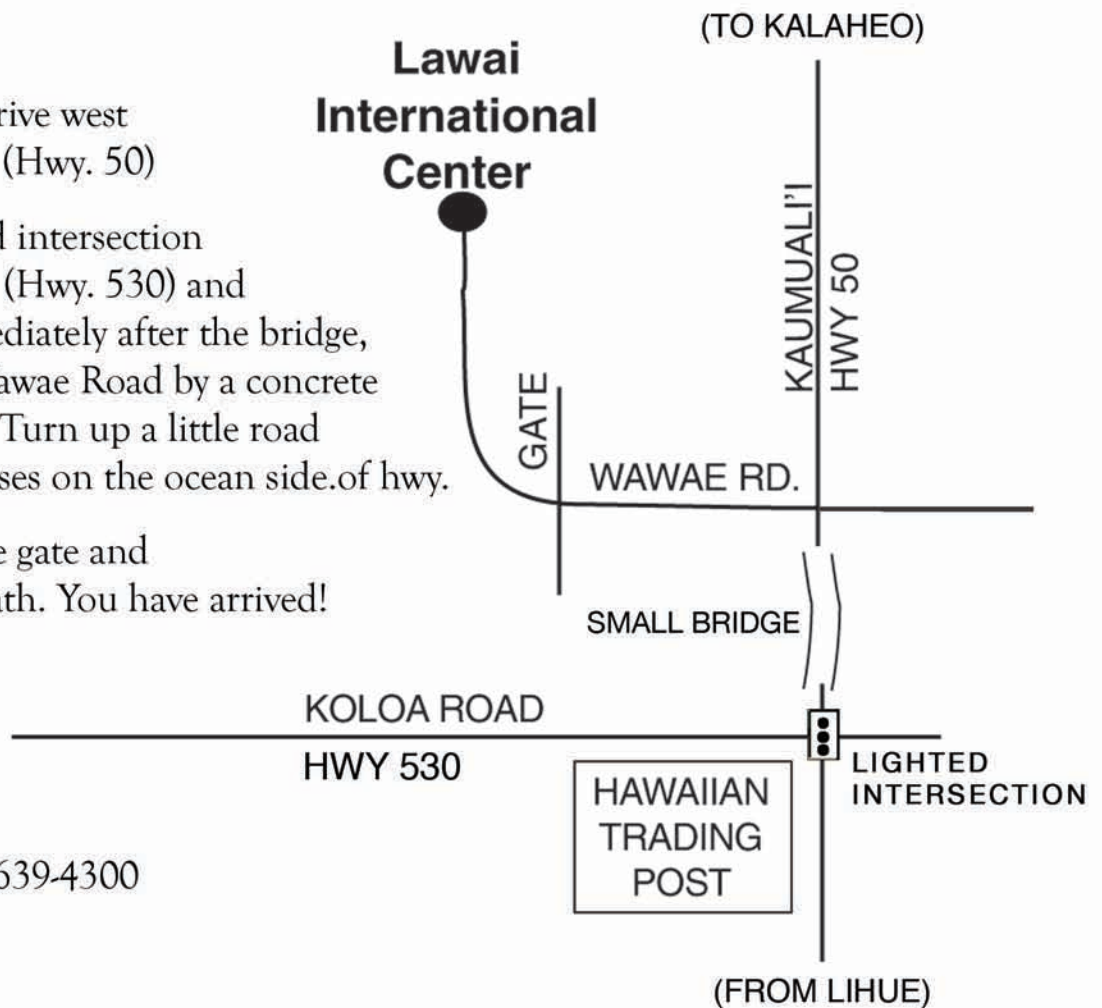 (TO KALAHEO)
Lawai
International
Center
rive west
(Hwy. 50)
d intersection
(Hwy. 530) and
ediately after the bridge,
awae Road by a concrete
Turn up a little road
ses on the ocean side.of hwy.
e gate and
ath. You have arrived!
KAUMUALI'I
HWY 50
GATE
WAWAE RD.
SMALL BRIDGE
KOLOA ROAD
HWY 530
LIGHTED
INTERSECTION
HAWAIIAN
TRADING
POST
639-4300
(FROM LIHUE)